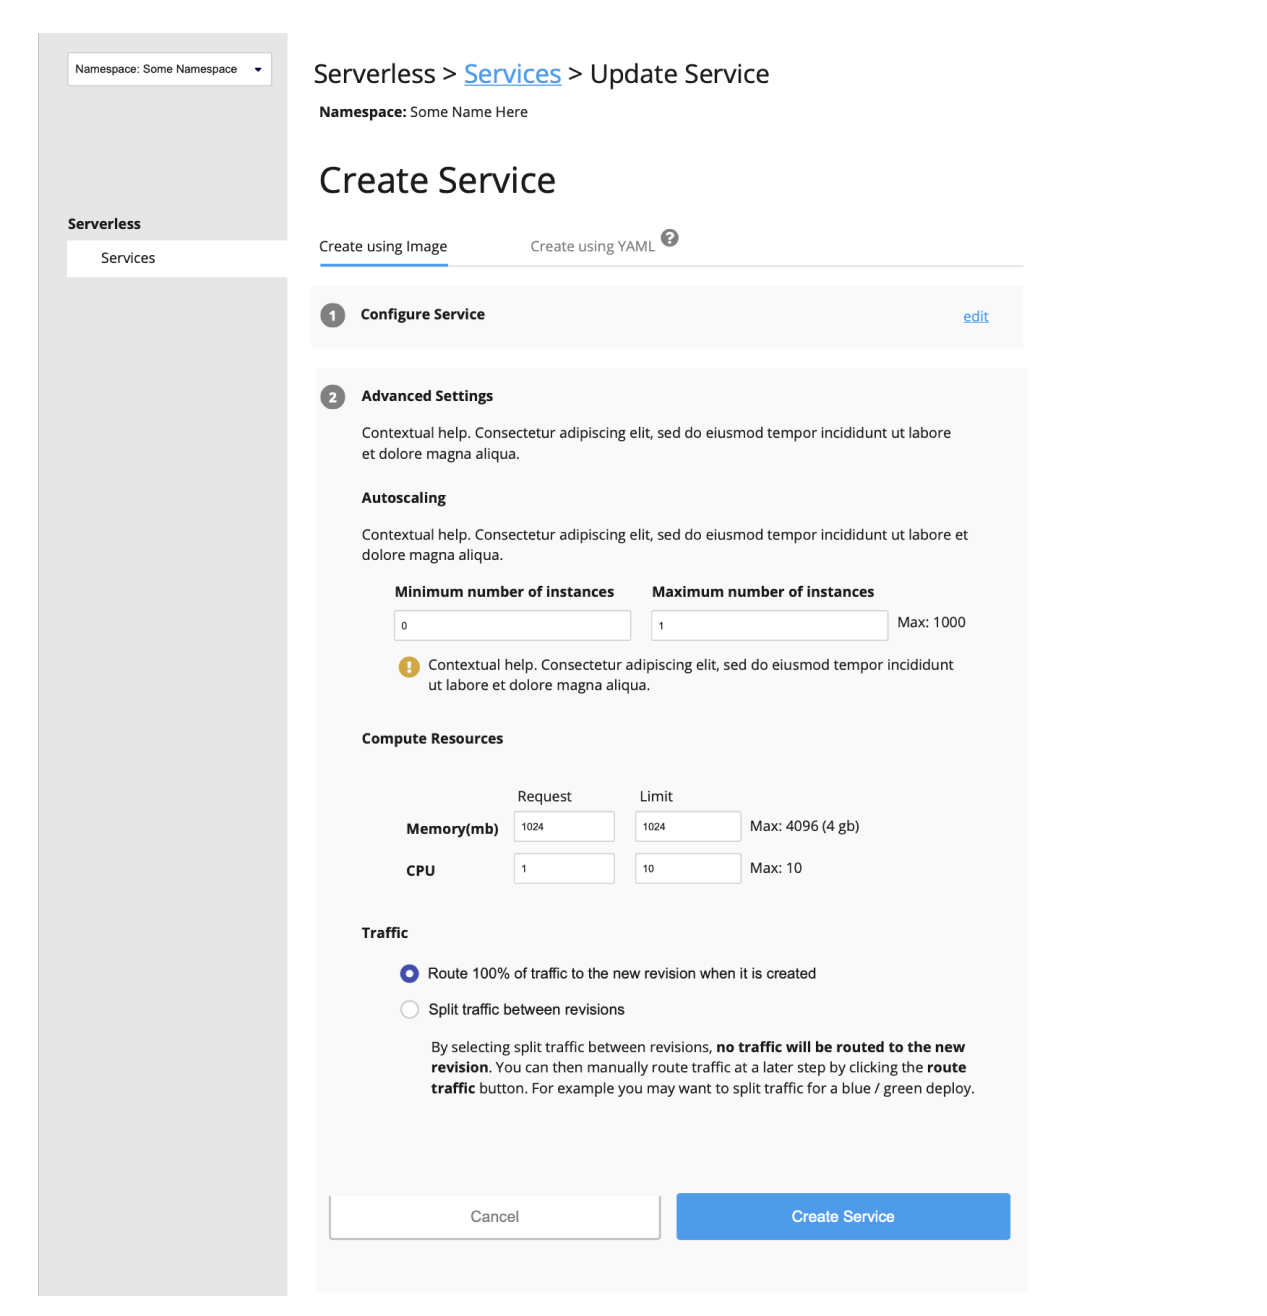 Namespace: Some Namespace
Serverless > Services > Update Service
Namespace: Some Name Here
Create Service
Serverless
Services
Create using Image
Create using YAML ?
1 Configure Service edit
2 Advanced Settings
Contextual help. Consectetur adipiscing elit, sed do eiusmod tempor incididunt ut labore
et dolore magna aliqua.
Autoscaling
Contextual help. Consectetur adipiscing elit, sed do eiusmod tempor incididunt ut labore et
dolore magna aliqua.
Minimum number of instances Maximum number of instances
0 1 Max: 1000
! Contextual help. Consectetur adipiscing elit, sed do eiusmod tempor incididunt
ut labore et dolore magna aliqua.
Compute Resources
Request Limit
Memory(mb) 1024 1024 Max: 4096 (4 gb)
CPU 1 10 Max: 10
Traffic
Route 100% of traffic to the new revision when it is created
Split traffic between revisions
By selecting split traffic between revisions, no traffic will be routed to the new
revision. You can then manually route traffic at a later step by clicking the route
traffic button. For example you may want to split traffic for a blue / green deploy.
Cancel Create Service